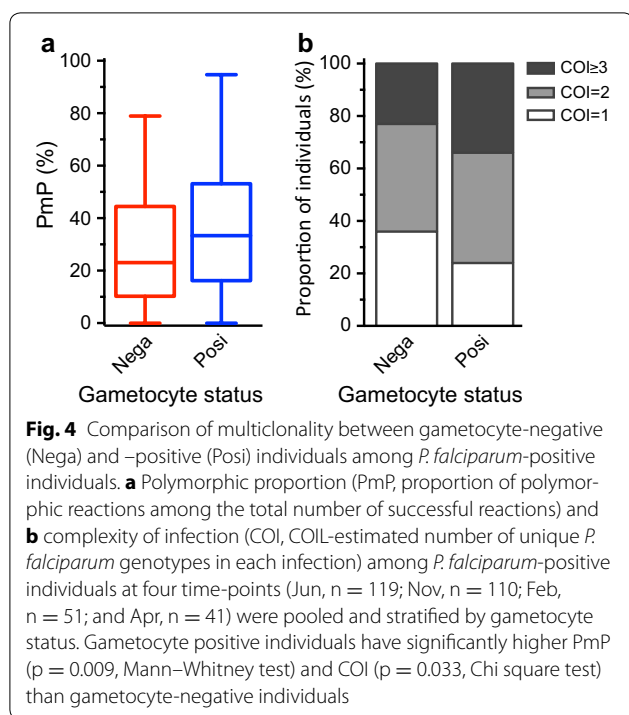 a
b
100
80
60
40
20
0
PmP (%)
Nega
Posi
Gametocyte status
100
80
60
40
20
0
Proportion of individuals (%)
Nega
Posi
Gametocyte status
COI≥3
COI=2
COI=1
Fig. 4 Comparison of multiclonality between gametocyte-negative
(Nega) and –positive (Posi) individuals among P. falciparum-positive
individuals. a Polymorphic proportion (PmP, proportion of polymor-
phic reactions among the total number of successful reactions) and
b complexity of infection (COI, COIL-estimated number of unique P.
falciparum genotypes in each infection) among P. falciparum-positive
individuals at four time-points (Jun, n = 119; Nov, n = 110; Feb,
n = 51; and Apr, n = 41) were pooled and stratified by gametocyte
status. Gametocyte positive individuals have significantly higher PmP
(p = 0.009, Mann–Whitney test) and COI (p = 0.033, Chi square test)
than gametocyte-negative individuals